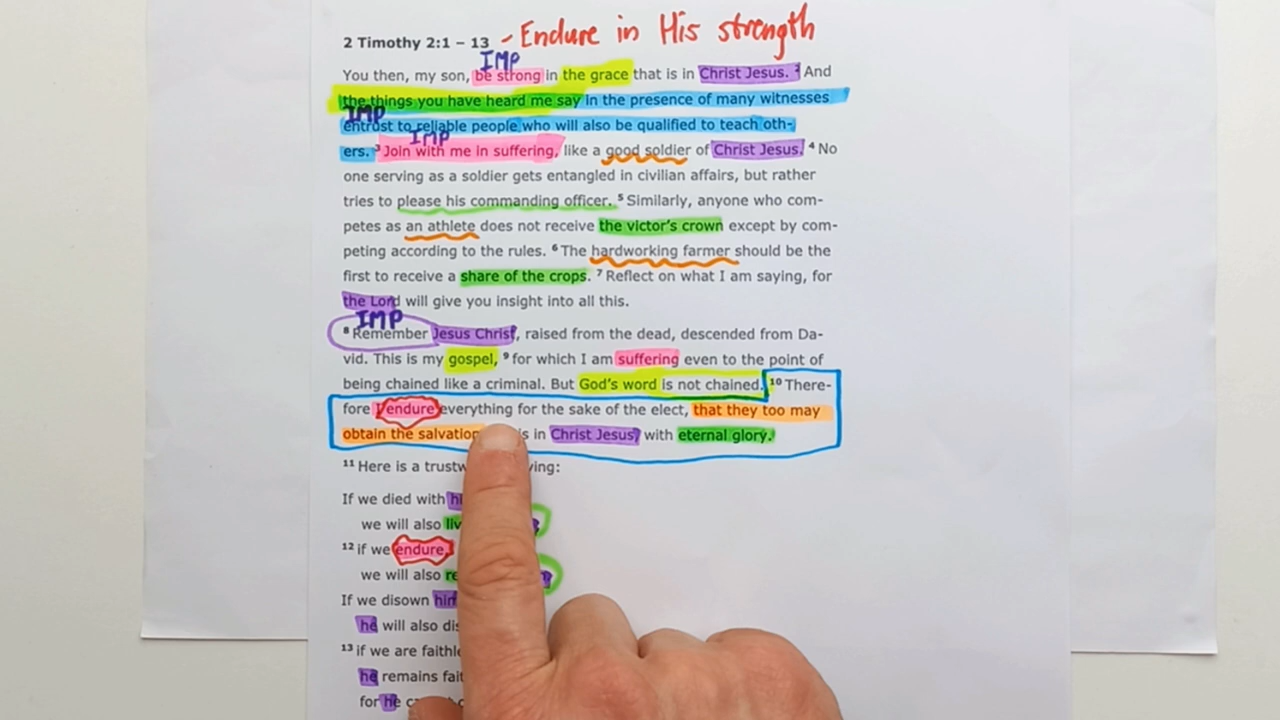 2 Timothy 2:1 – 13 - Endure in His strength
IMP
You then, my son, be strong in the grace that is in Christ Jesus. 2 And
the things you have heard me say in the presence of many witnesses
IMP
entrust to reliable people who will also be qualified to teach oth-
IMP
ers. 3 Join with me in suffering, like a good soldier of Christ Jesus. 4 No
one serving as a soldier gets entangled in civilian affairs, but rather
tries to please his commanding officer. 5 Similarly, anyone who com-
petes as an athlete does not receive the victor's crown except by com-
peting according to the rules. 6 The hardworking farmer should be the
first to receive a share of the crops. 7 Reflect on what I am saying, for
the Lord will give you insight into all this.
IMP
8 Remember Jesus Christ, raised from the dead, descended from Da-
vid. This is my gospel, 9 for which I am suffering even to the point of
being chained like a criminal. But God's word is not chained. 10 There-
fore I endure everything for the sake of the elect, that they too may
obtain the salvation is in Christ Jesus, with eternal glory.
11 Here is a trustw ying:
If we died with
we will also
12 if we endure,
we will also
If we disown him
he will also
13 if we are
he remains
for he